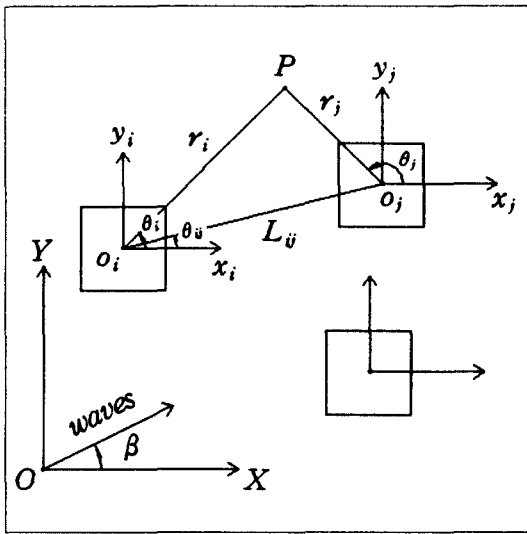 P
y_j
r_i
r_j
y_i
θ_j
o_j
x_j
θ_i
θ_ij
L_ij
o_i
x_i
Y
waves
β
O
X